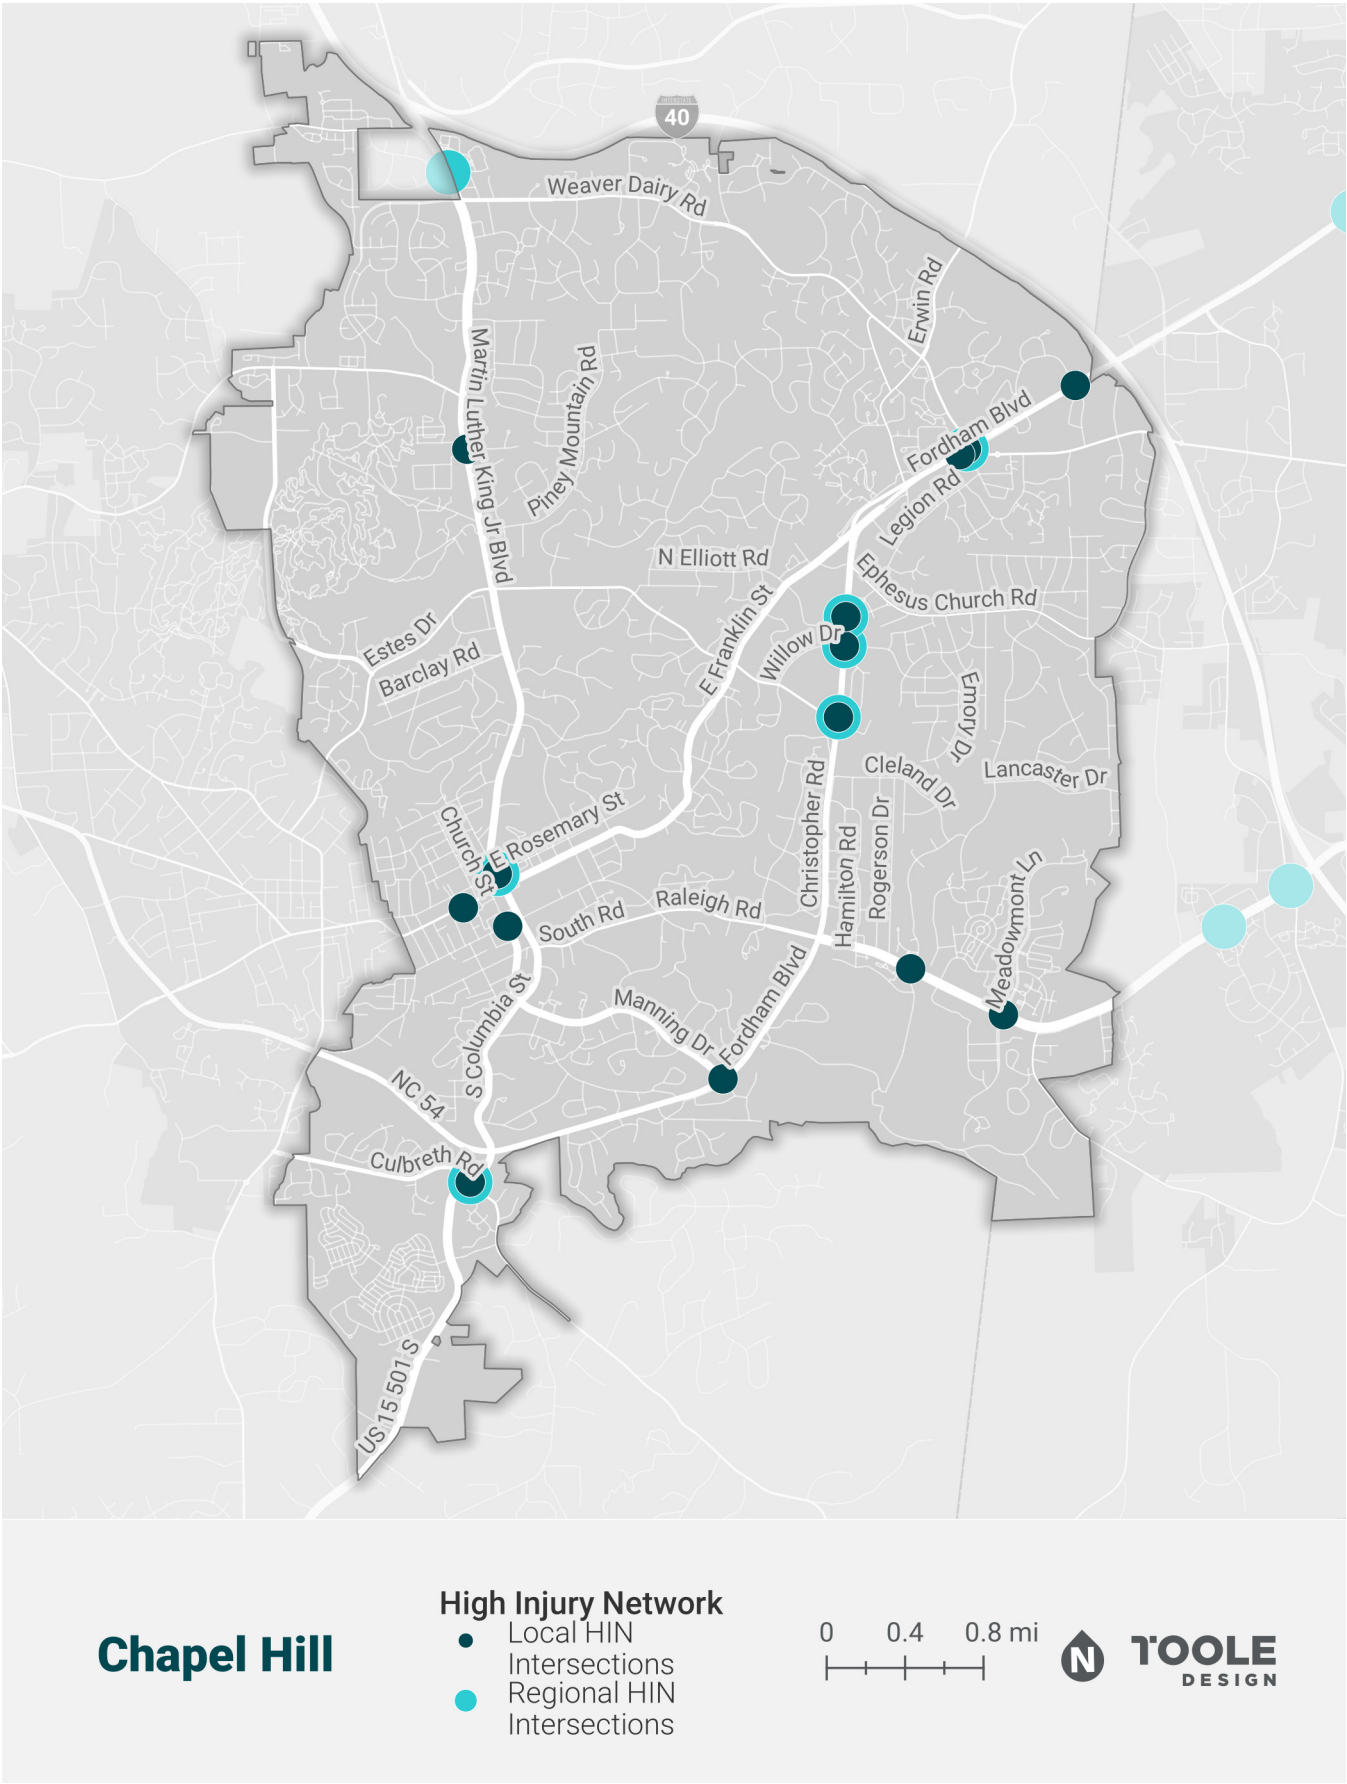 40
Weaver Dairy Rd
Erwin Rd
Martin Luther King Jr Blvd
Piney Mountain Rd
Fordham Blvd
Legion Rd
N Elliott Rd
Ephesus Church Rd
E Franklin St
Willow Dr
Estes Dr
Barclay Rd
Emory Dr
Cleland Dr
Lancaster Dr
Christopher Rd
Hamilton Rd
Rogerson Dr
Church St
E Rosemary St
Meadowmont Ln
South Rd
Raleigh Rd
Fordham Blvd
Manning Dr
S Columbia St
NC 54
Culbreth Rd
US 15 501 S
Chapel Hill
High Injury Network
Local HIN
Intersections
Regional HIN
Intersections
0 0.4 0.8 mi
N
TOOLE
DESIGN